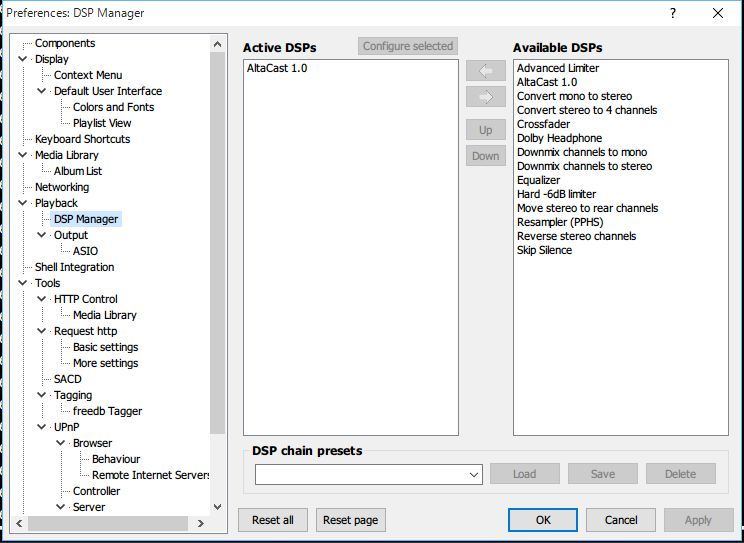 Preferences: DSP Manager
?
Components
Display
Context Menu
Default User Interface
Colors and Fonts
Playlist View
Keyboard Shortcuts
Media Library
Album List
Networking
Playback
DSP Manager
Output
ASIO
Shell Integration
Tools
HTTP Control
Media Library
Request http
Basic settings
More settings
SACD
Tagging
freedb Tagger
UPnP
Browser
Behaviour
Remote Internet Servers
Controller
Server
Active DSPs
Configure selected
AltaCast 1.0
Up
Down
Available DSPs
Advanced Limiter
AltaCast 1.0
Convert mono to stereo
Convert stereo to 4 channels
Crossfader
Dolby Headphone
Downmix channels to mono
Downmix channels to stereo
Equalizer
Hard -6dB limiter
Move stereo to rear channels
Resampler (PPHS)
Reverse stereo channels
Skip Silence
DSP chain presets
Load
Save
Delete
Reset all
Reset page
OK
Cancel
Apply